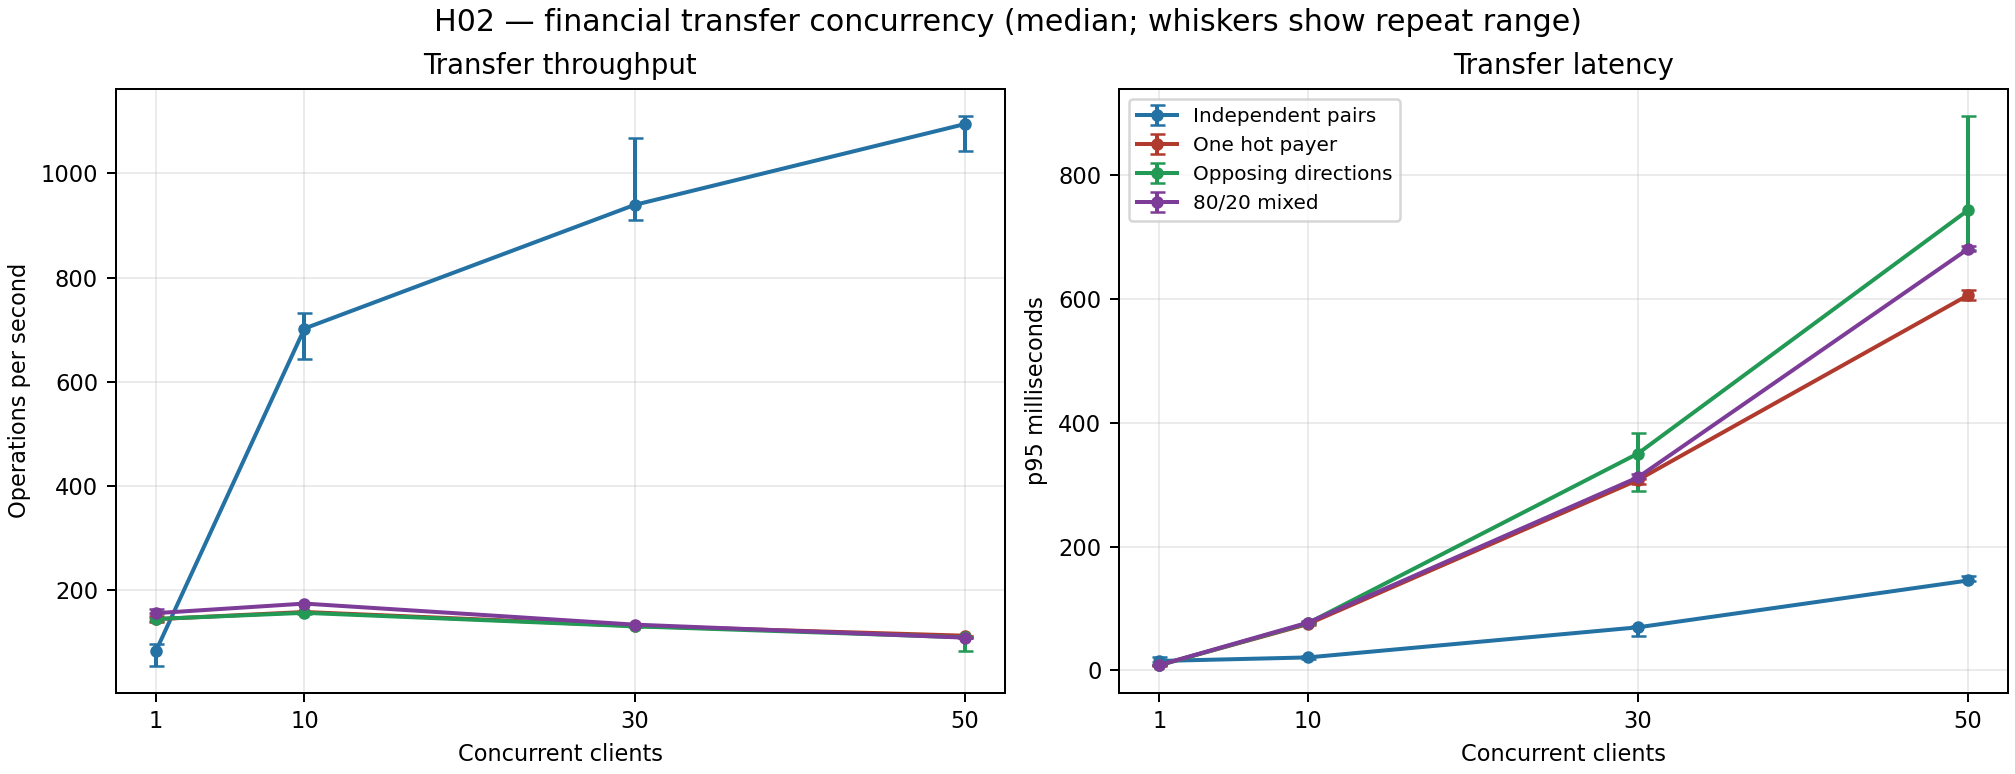 H02 — financial transfer concurrency (median; whiskers show repeat range)
Transfer throughput
Operations per second
1000
800
600
400
200
1
10
30
50
Concurrent clients
Transfer latency
Independent pairs
One hot payer
Opposing directions
80/20 mixed
p95 milliseconds
800
600
400
200
0
1
10
30
50
Concurrent clients